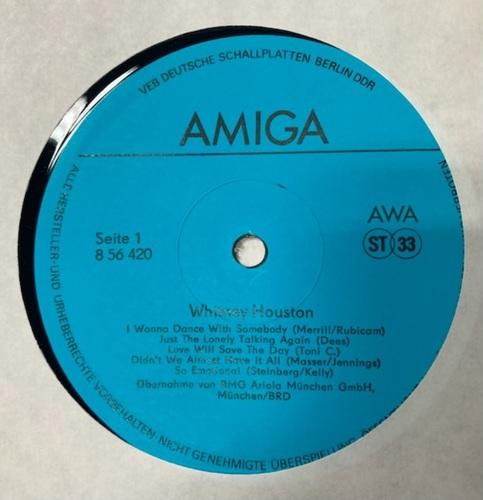 VEB DEUTSCHE SCHALLPLATTEN BERLIN DDR
AMIGA
AWA
Seite 1
8 56 420
ST 33
Whitney Houston
I Wanna Dance With Somebody (Merrill/Rubicam)
Just The Lonely Talking Again (Dees)
Love Will Save The Day (Toni C.)
Didn't We Almost Have It All (Masser/Jennings)
So Emotional (Steinberg/Kelly)
Übernahme von BMG Ariola München GmbH,
München/BRD
ALLE HERSTELLER-UND URHEBERRECHTE VORBEHALTEN NICHT GENEHMIGTE ÜBERSPIELUNG